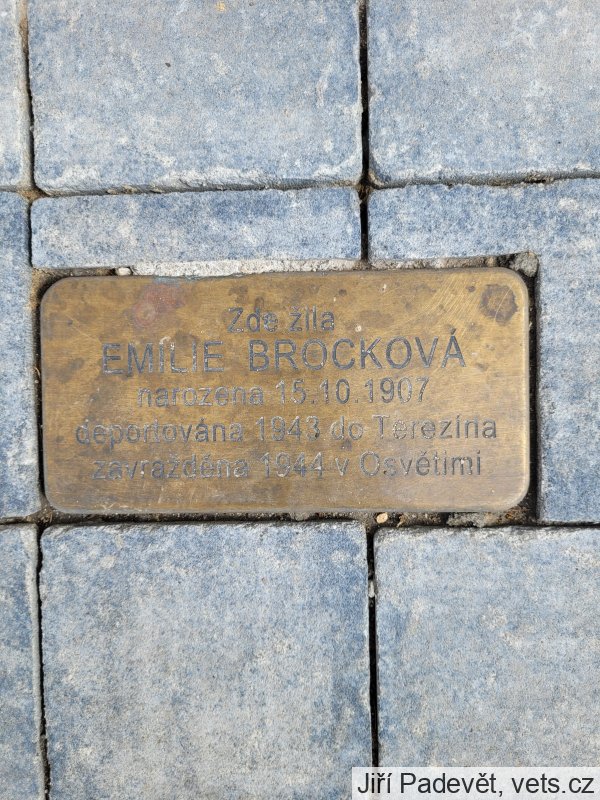 Zde žila
EMILIE BROCKOVÁ
narozena 15.10.1907
deportována 1943 do Terezína
zavražděna 1944 v Osvětimi
Jiří Padevět, vets.cz